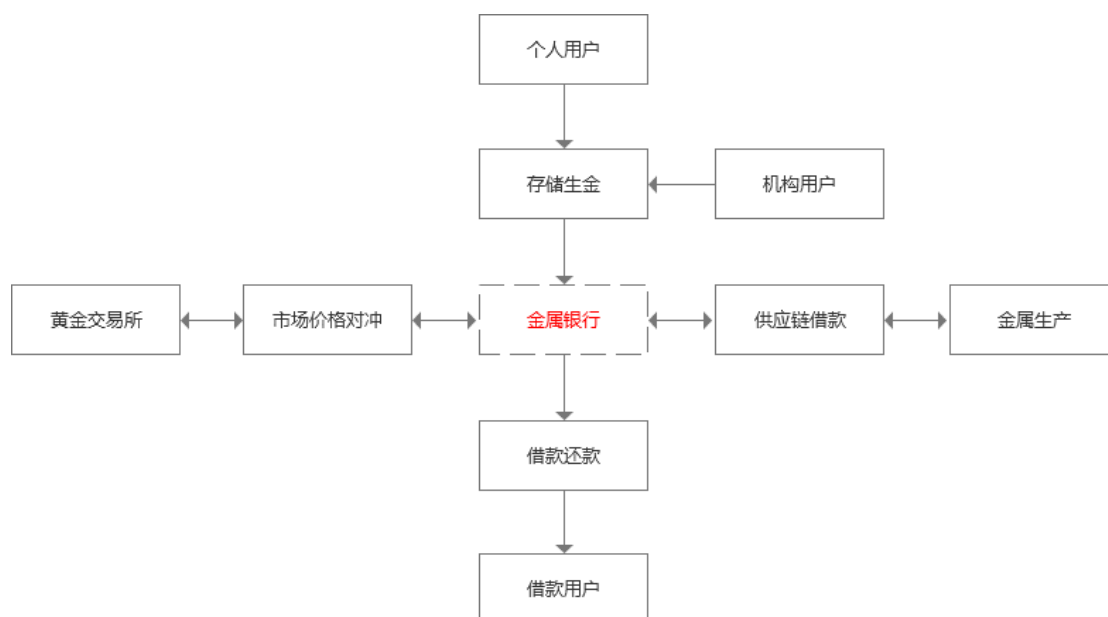 个人用户
存储生金
机构用户
黄金交易所
市场价格对冲
金属银行
供应链借款
金属生产
借款还款
借款用户